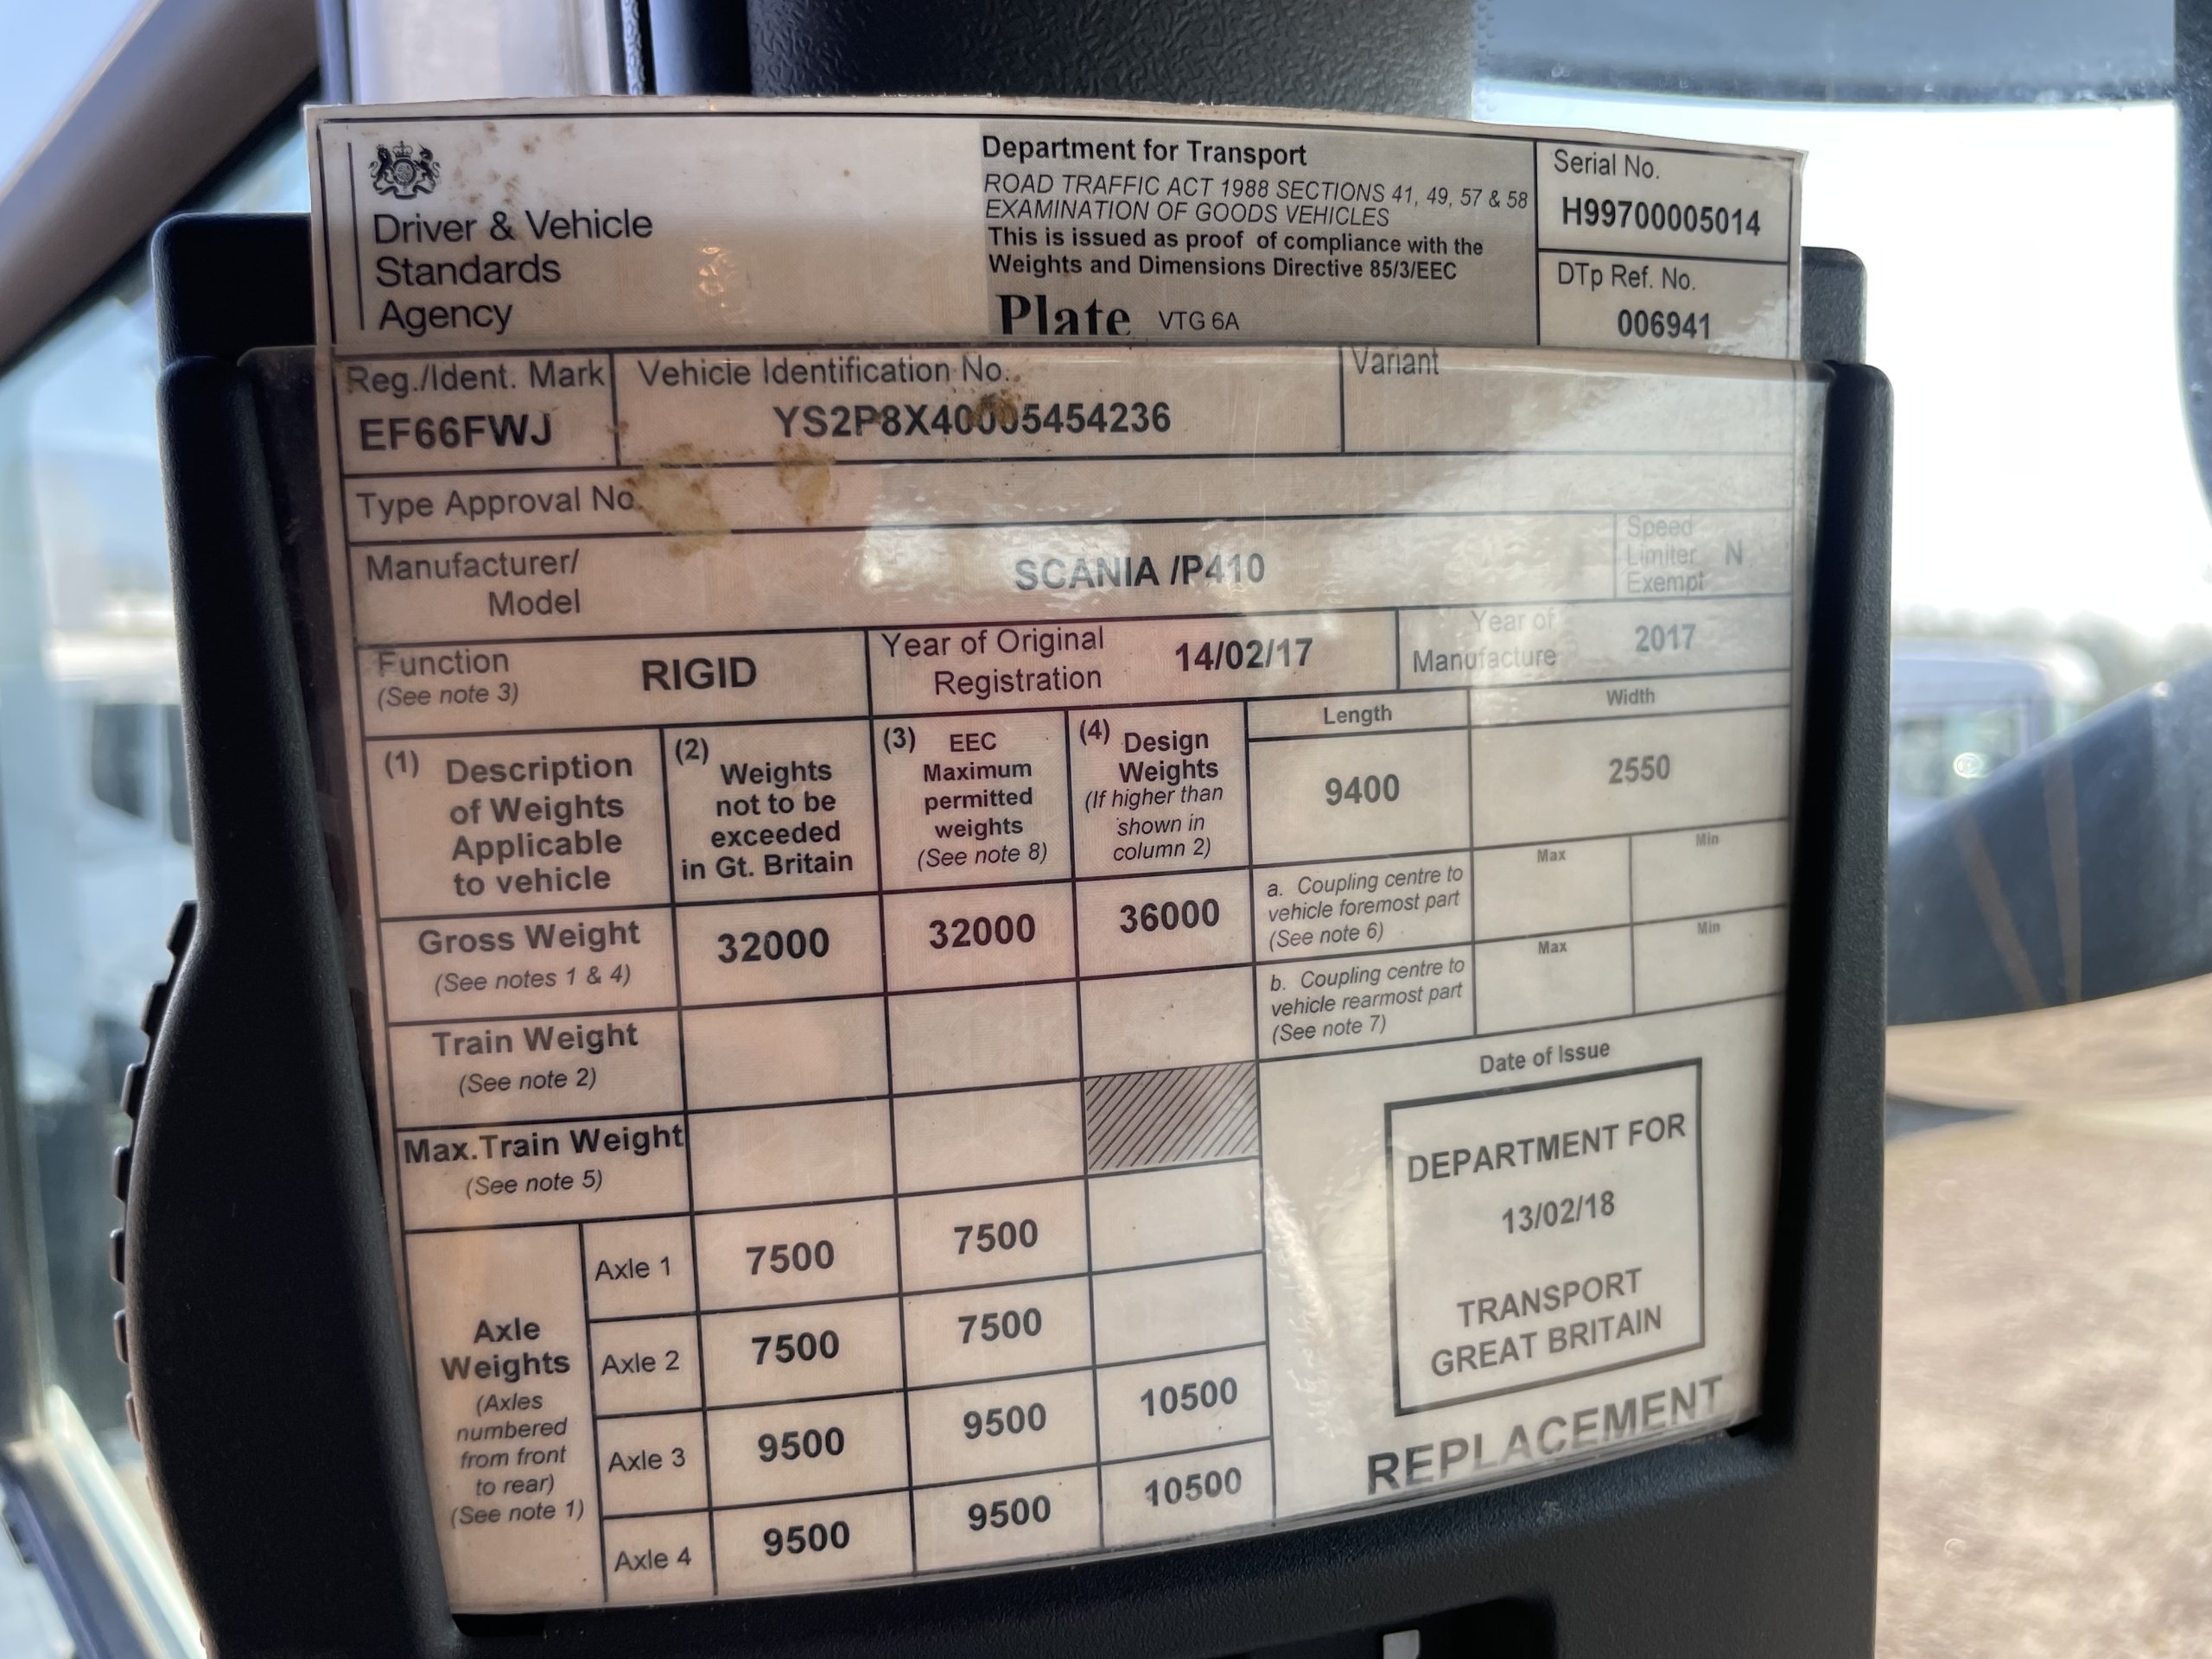 Driver & Vehicle
Standards
Agency
Department for Transport
ROAD TRAFFIC ACT 1988 SECTIONS 41, 49, 57 & 58
EXAMINATION OF GOODS VEHICLES
This is issued as proof of compliance with the
Weights and Dimensions Directive 85/3/EEC
Plate VTG 6A
Serial No.
H99700005014
DTp Ref. No.
006941
Reg./Ident. Mark
EF66FWJ
Vehicle Identification No.
YS2P8X40005454236
Variant
Type Approval No.
Manufacturer/
Model
SCANIA /P410
Speed
Limiter N
Exempt
Function
(See note 3)
RIGID
Year of Original
Registration
14/02/17
Year of
Manufacture
2017
(1) Description
of Weights
Applicable
to vehicle
(2) Weights
not to be
exceeded
in Gt. Britain
(3) EEC
Maximum
permitted
weights
(See note 8)
(4) Design
Weights
(If higher than
shown in
column 2)
Length
9400
Width
2550
Gross Weight
(See notes 1 & 4)
32000
32000
36000
a. Coupling centre to
vehicle foremost part
(See note 6)
Max
Min
b. Coupling centre to
vehicle rearmost part
(See note 7)
Max
Min
Train Weight
(See note 2)
Max.Train Weight
(See note 5)
Axle
Weights
(Axles
numbered
from front
to rear)
(See note 1)
Axle 1
7500
7500
Axle 2
7500
7500
Axle 3
9500
9500
10500
Axle 4
9500
9500
10500
Date of Issue
DEPARTMENT FOR
13/02/18
TRANSPORT
GREAT BRITAIN
REPLACEMENT